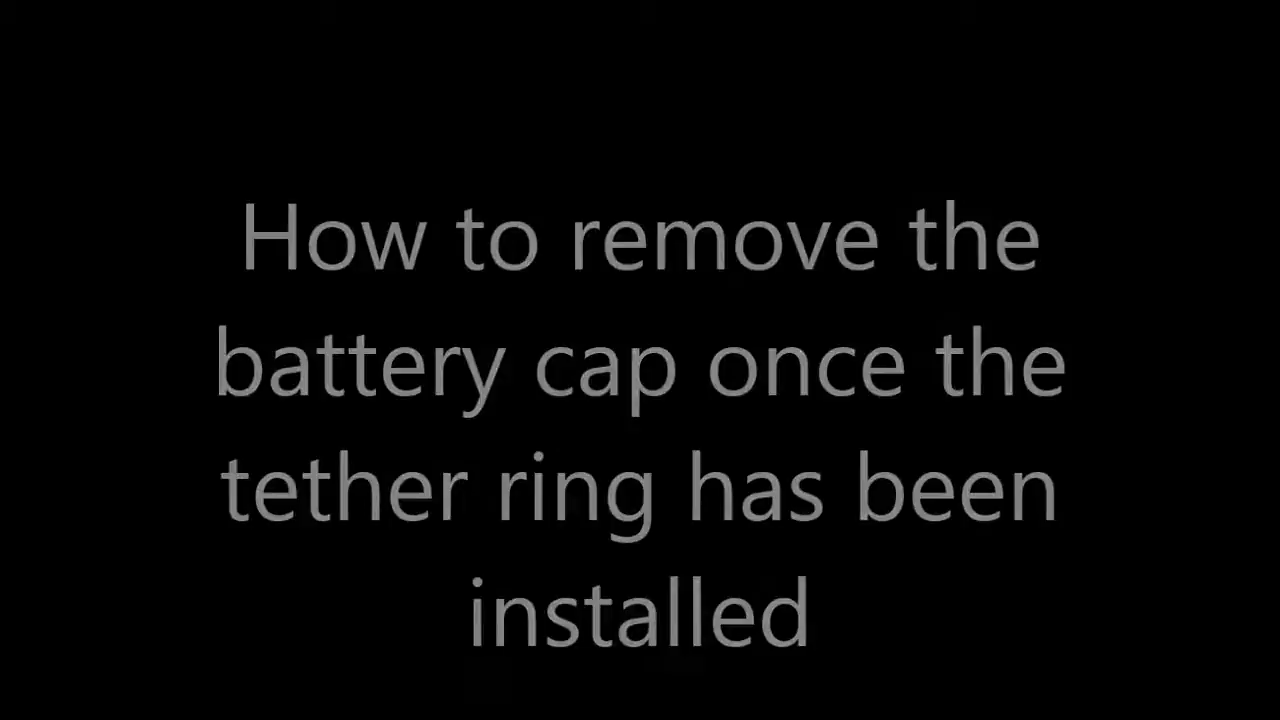 How to remove the
battery cap once the
tether ring has been
installed